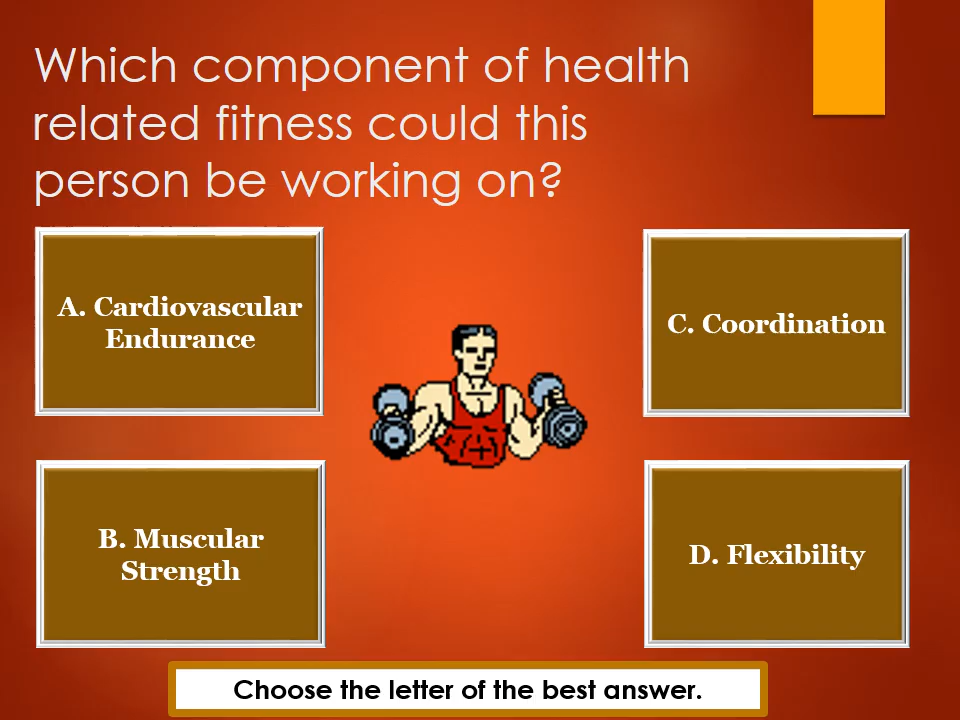 Which component of health
related fitness could this
person be working on?
A. Cardiovascular
Endurance
C. Coordination
B. Muscular
Strength
D. Flexibility
Choose the letter of the best answer.